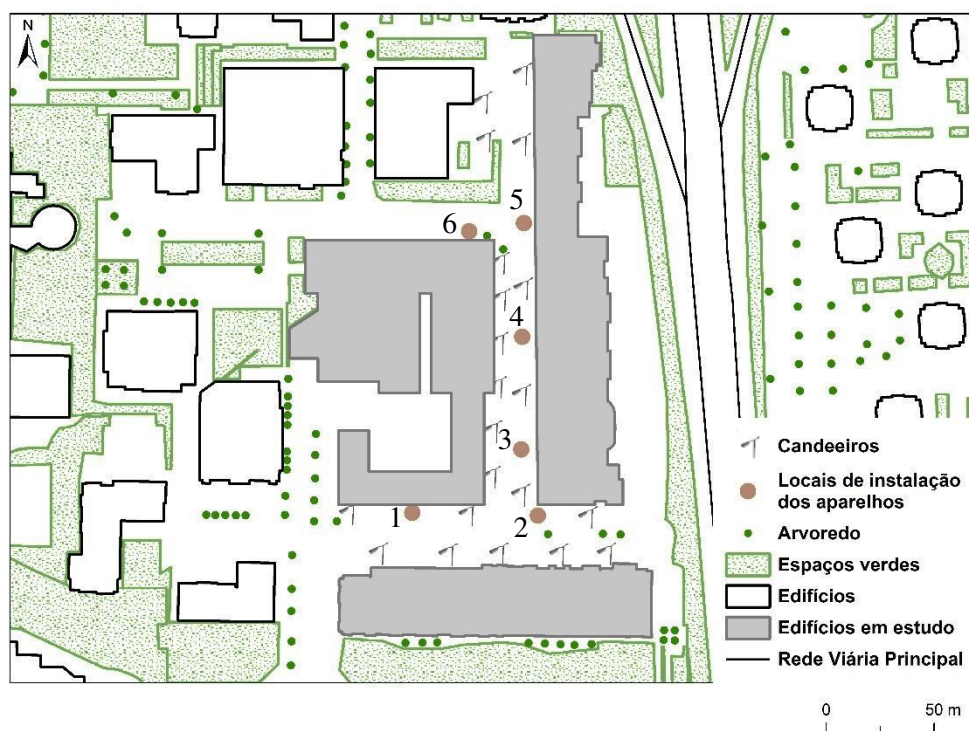 N
5
6
4
3
1
2
Candeeiros
Locais de instalação
dos aparelhos
Arvoredo
Espaços verdes
Edifícios
Edifícios em estudo
Rede Viária Principal
0 50 m